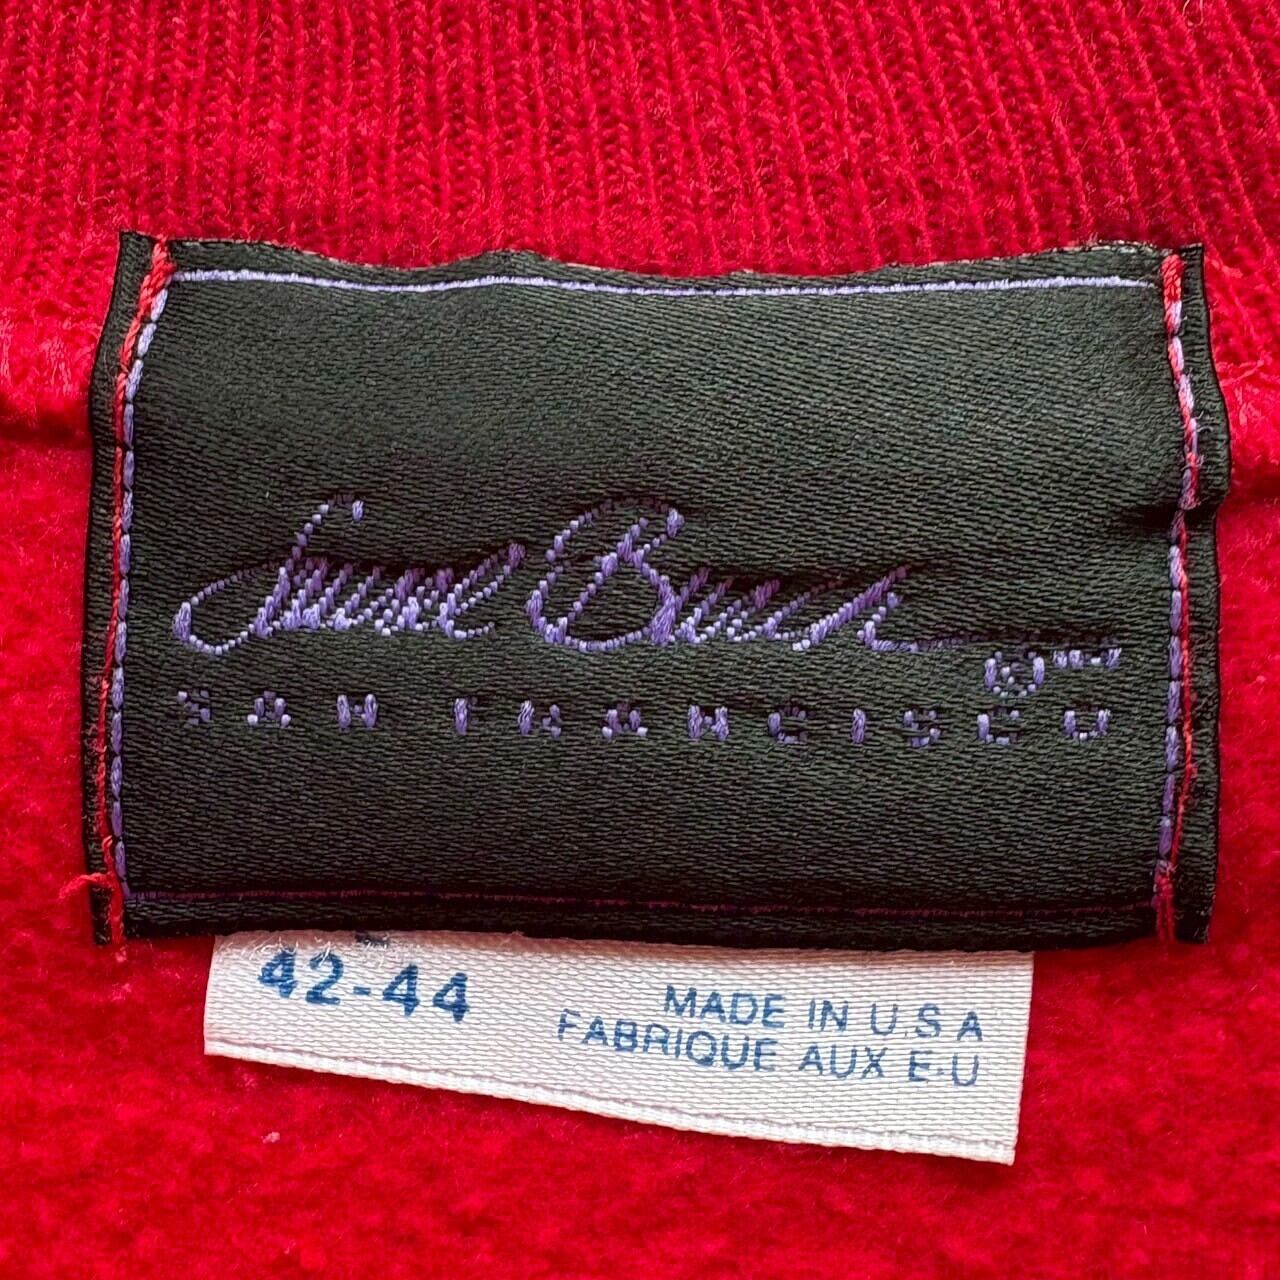 SAN FRANCISCO
42-44
MADE IN U.S.A
FABRIQUE AUX E-U